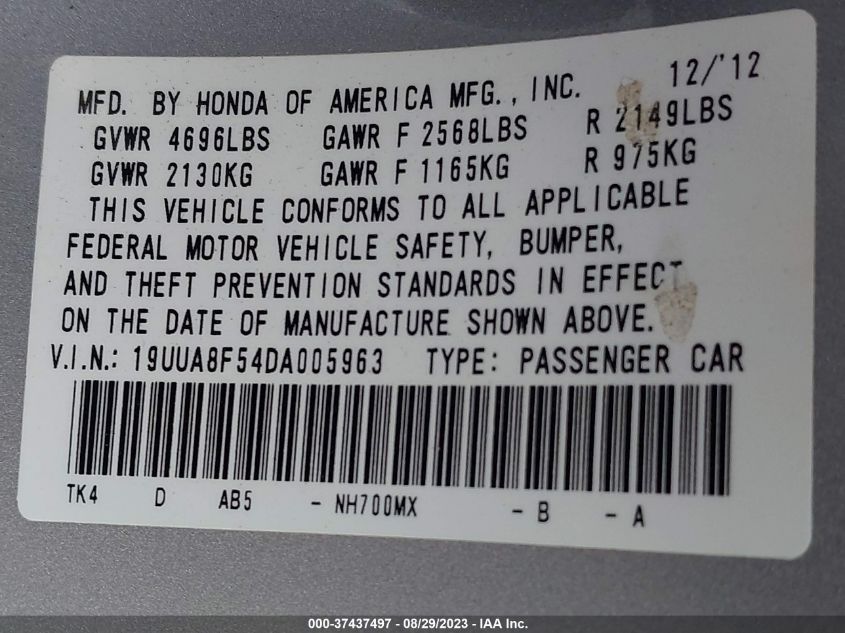 MFD. BY HONDA OF AMERICA MFG., INC. 12/'12
GVWR 4696LBS GAWR F 2568LBS R 2149LBS
GVWR 2130KG GAWR F 1165KG R 975KG
THIS VEHICLE CONFORMS TO ALL APPLICABLE
FEDERAL MOTOR VEHICLE SAFETY, BUMPER,
AND THEFT PREVENTION STANDARDS IN EFFECT
ON THE DATE OF MANUFACTURE SHOWN ABOVE.
V.I.N.: 19UUA8F54DA005963 TYPE: PASSENGER CAR
TK4 D AB5 - NH700MX - B - A
000-37437497 - 08/29/2023 - IAA Inc.